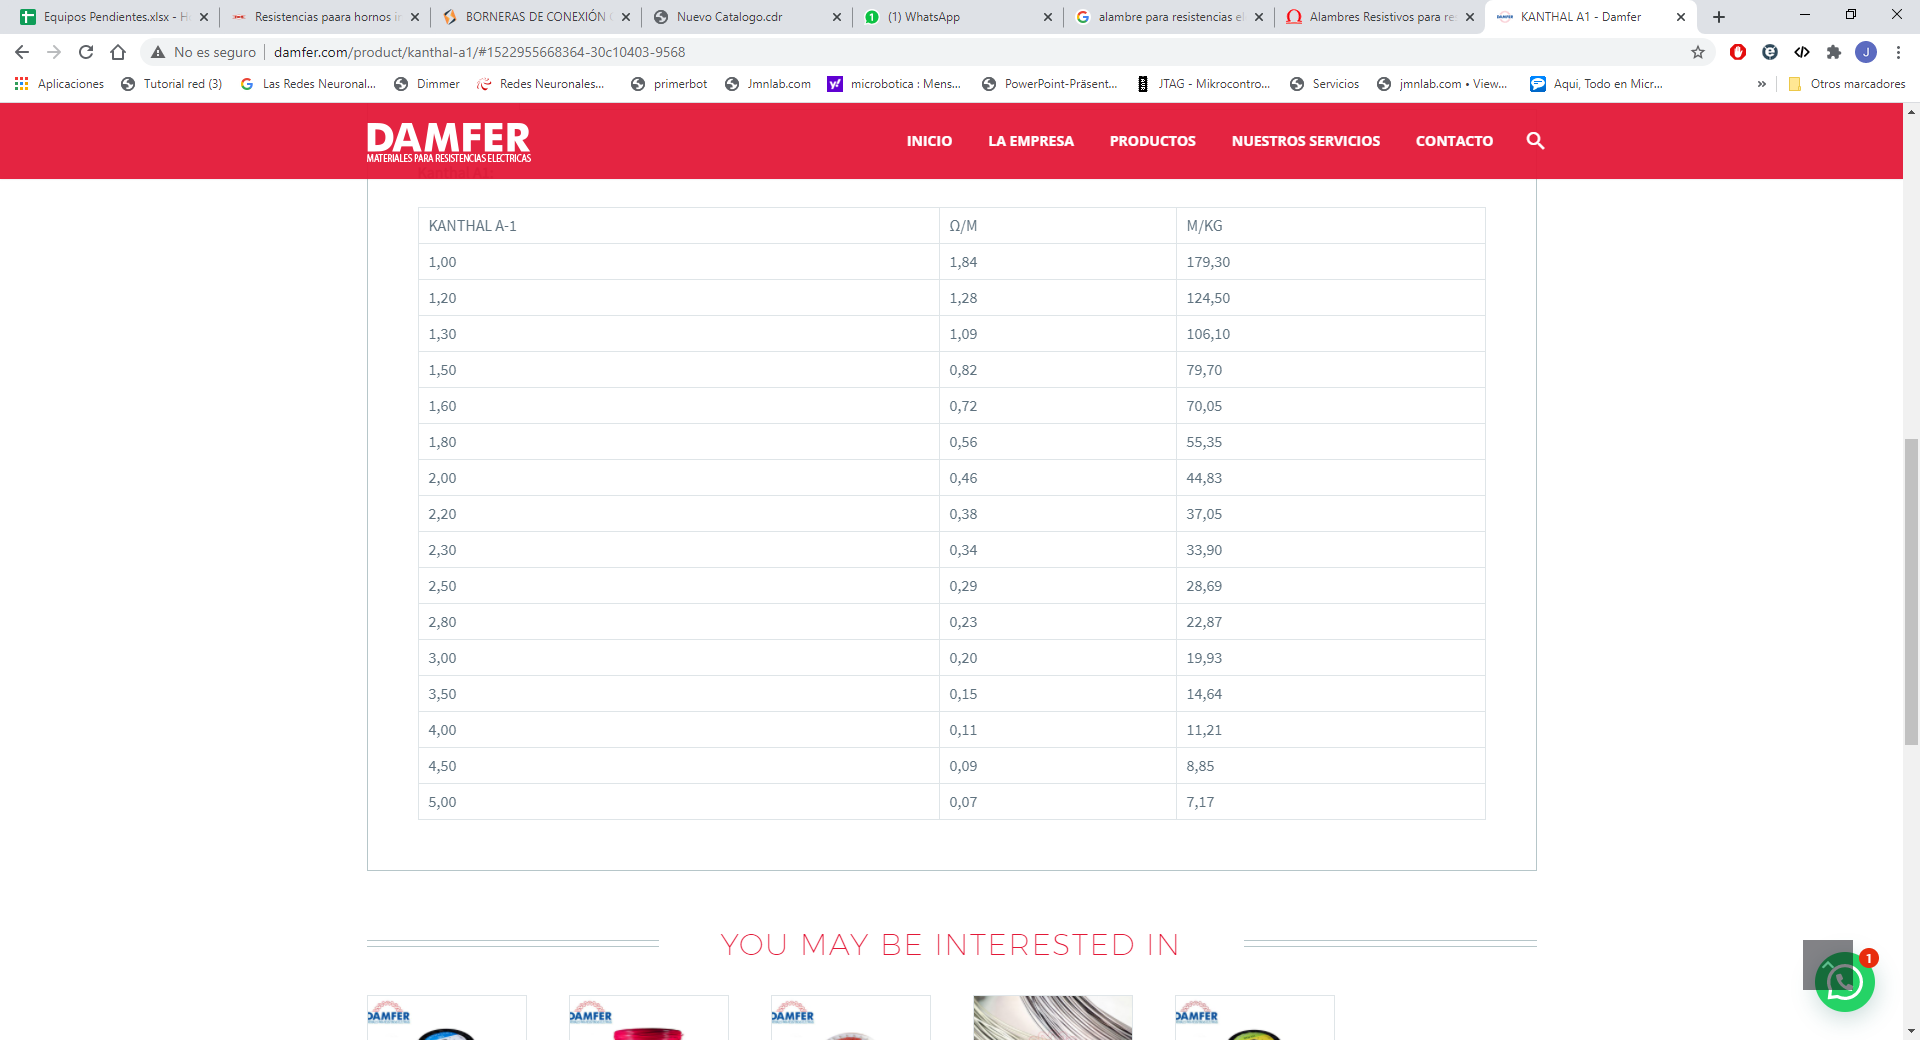 Equipos Pendientes.xlsx - H
Resistencias paara hornos i
BORNERAS DE CONEXIÓN
Nuevo Catalogo.cdr
(1) WhatsApp
alambre para resistencias e
Alambres Resistivos para re
KANTHAL A1 - Damfer
No es seguro
damfer.com/product/kanthal-a1/#1522955668364-30c10403-9568
Aplicaciones
Tutorial red (3)
Las Redes Neuronal...
Dimmer
Redes Neuronales...
primerbot
Jmnlab.com
microbotica : Mens...
PowerPoint-Präsent...
JTAG - Mikrocontro...
Servicios
jmnlab.com • View...
Aqui, Todo en Micr...
»
Otros marcadores
DAMFER
MATERIALES PARA RESISTENCIAS ELECTRICAS
INICIO LA EMPRESA PRODUCTOS NUESTROS SERVICIOS CONTACTO
Kanthal A1:
KANTHAL A-1 Ω/M M/KG
1,00 1,84 179,30
1,20 1,28 124,50
1,30 1,09 106,10
1,50 0,82 79,70
1,60 0,72 70,05
1,80 0,56 55,35
2,00 0,46 44,83
2,20 0,38 37,05
2,30 0,34 33,90
2,50 0,29 28,69
2,80 0,23 22,87
3,00 0,20 19,93
3,50 0,15 14,64
4,00 0,11 11,21
4,50 0,09 8,85
5,00 0,07 7,17
YOU MAY BE INTERESTED IN
1
DAMFER
DAMFER
DAMFER
DAMFER